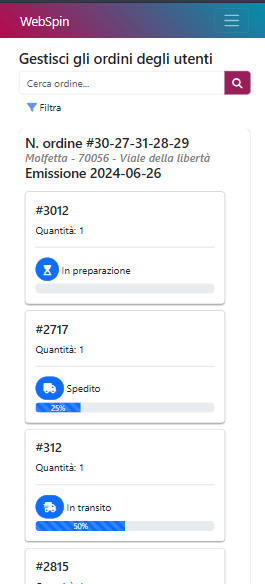 WebSpin
Gestisci gli ordini degli utenti
Cerca ordine...
Filtra
N. ordine #30-27-31-28-29
Molfetta - 70056 - Viale della libertà
Emissione 2024-06-26
#3012
Quantità: 1
In preparazione
#2717
Quantità: 1
Spedito
25%
#312
Quantità: 1
In transito
50%
#2815
Quantità: 1